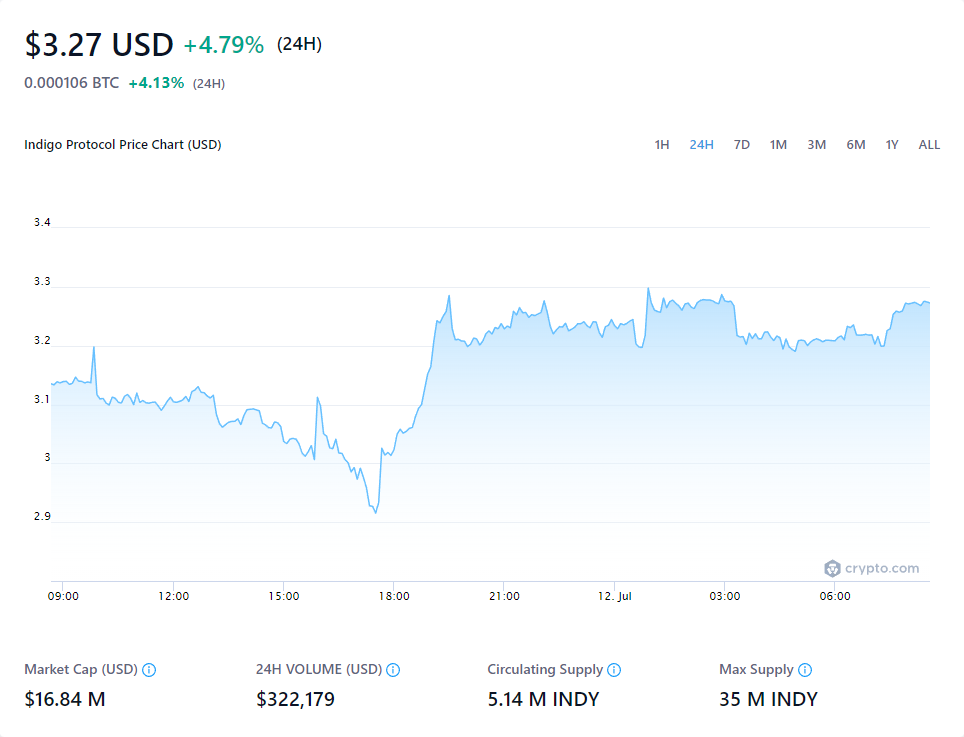 $3.27 USD +4.79% (24H)
0.000106 BTC +4.13% (24H)
Indigo Protocol Price Chart (USD) 1H 24H 7D 1M 3M 6M 1Y ALL
3.4
3.3
3.2
3.1
3
2.9
crypto.com
09:00 12:00 15:00 18:00 21:00 12. Jul 03:00 06:00
Market Cap (USD) 24H VOLUME (USD) Circulating Supply Max Supply
$16.84 M $322,179 5.14 M INDY 35 M INDY